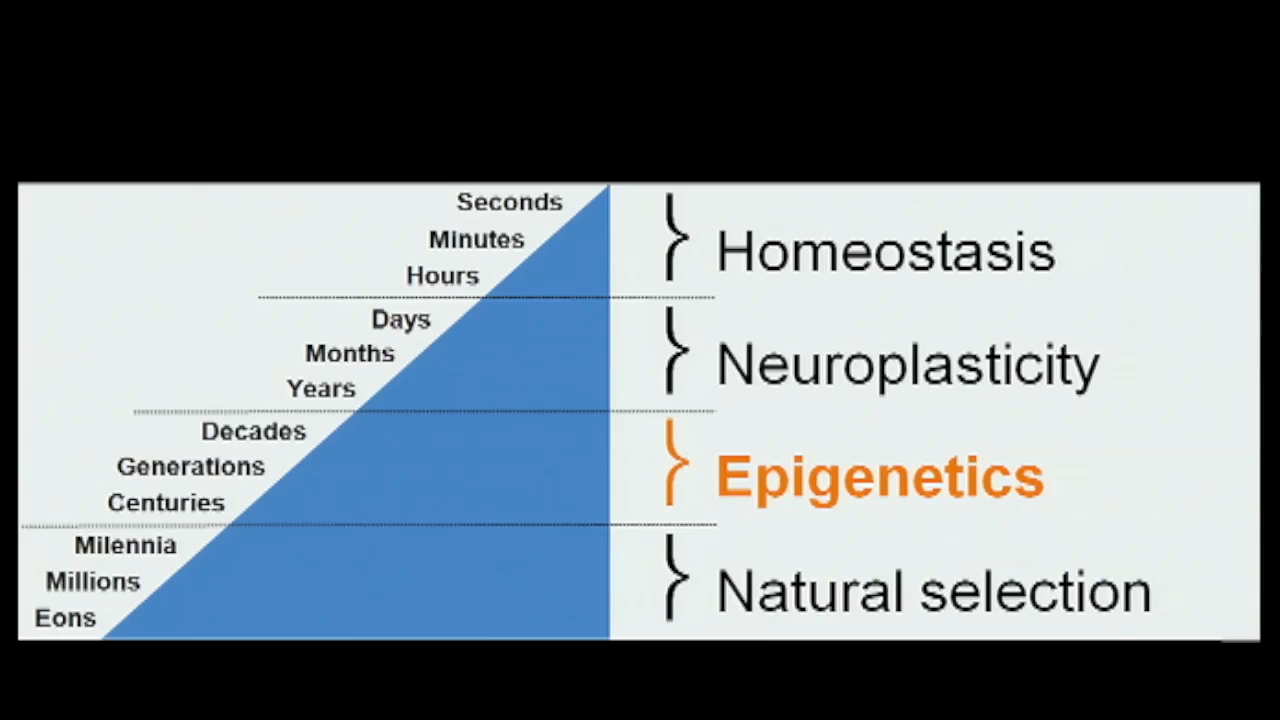 Seconds
Minutes
Hours
Homeostasis
Days
Months
Years
Neuroplasticity
Decades
Generations
Centuries
Epigenetics
Milennia
Millions
Eons
Natural selection